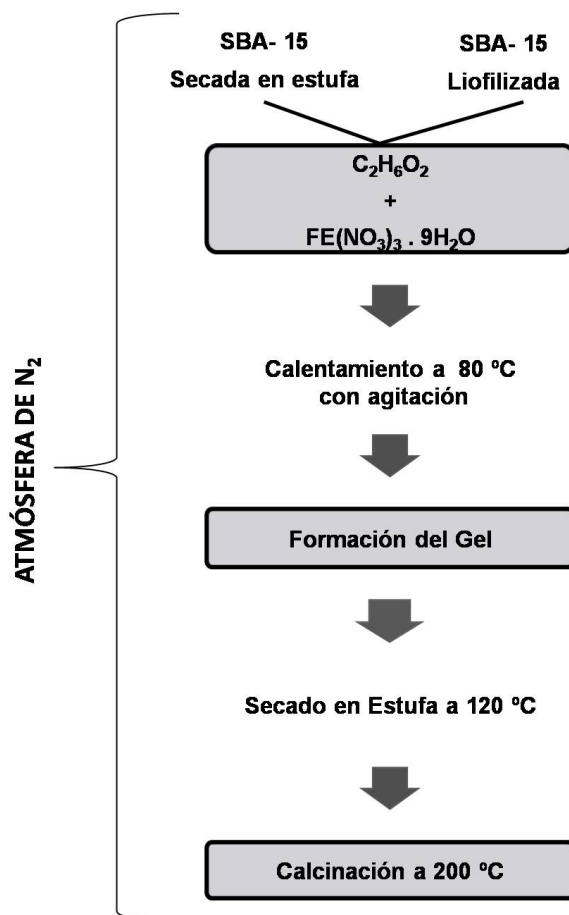 SBA- 15
Secada en estufa
SBA- 15
Liofilizada
C₂H₆O₂
+
FE(NO₃)₃ . 9H₂O
Calentamiento a 80 ºC
con agitación
Formación del Gel
Secado en Estufa a 120 ºC
Calcinación a 200 ºC
ATMÓSFERA DE N₂